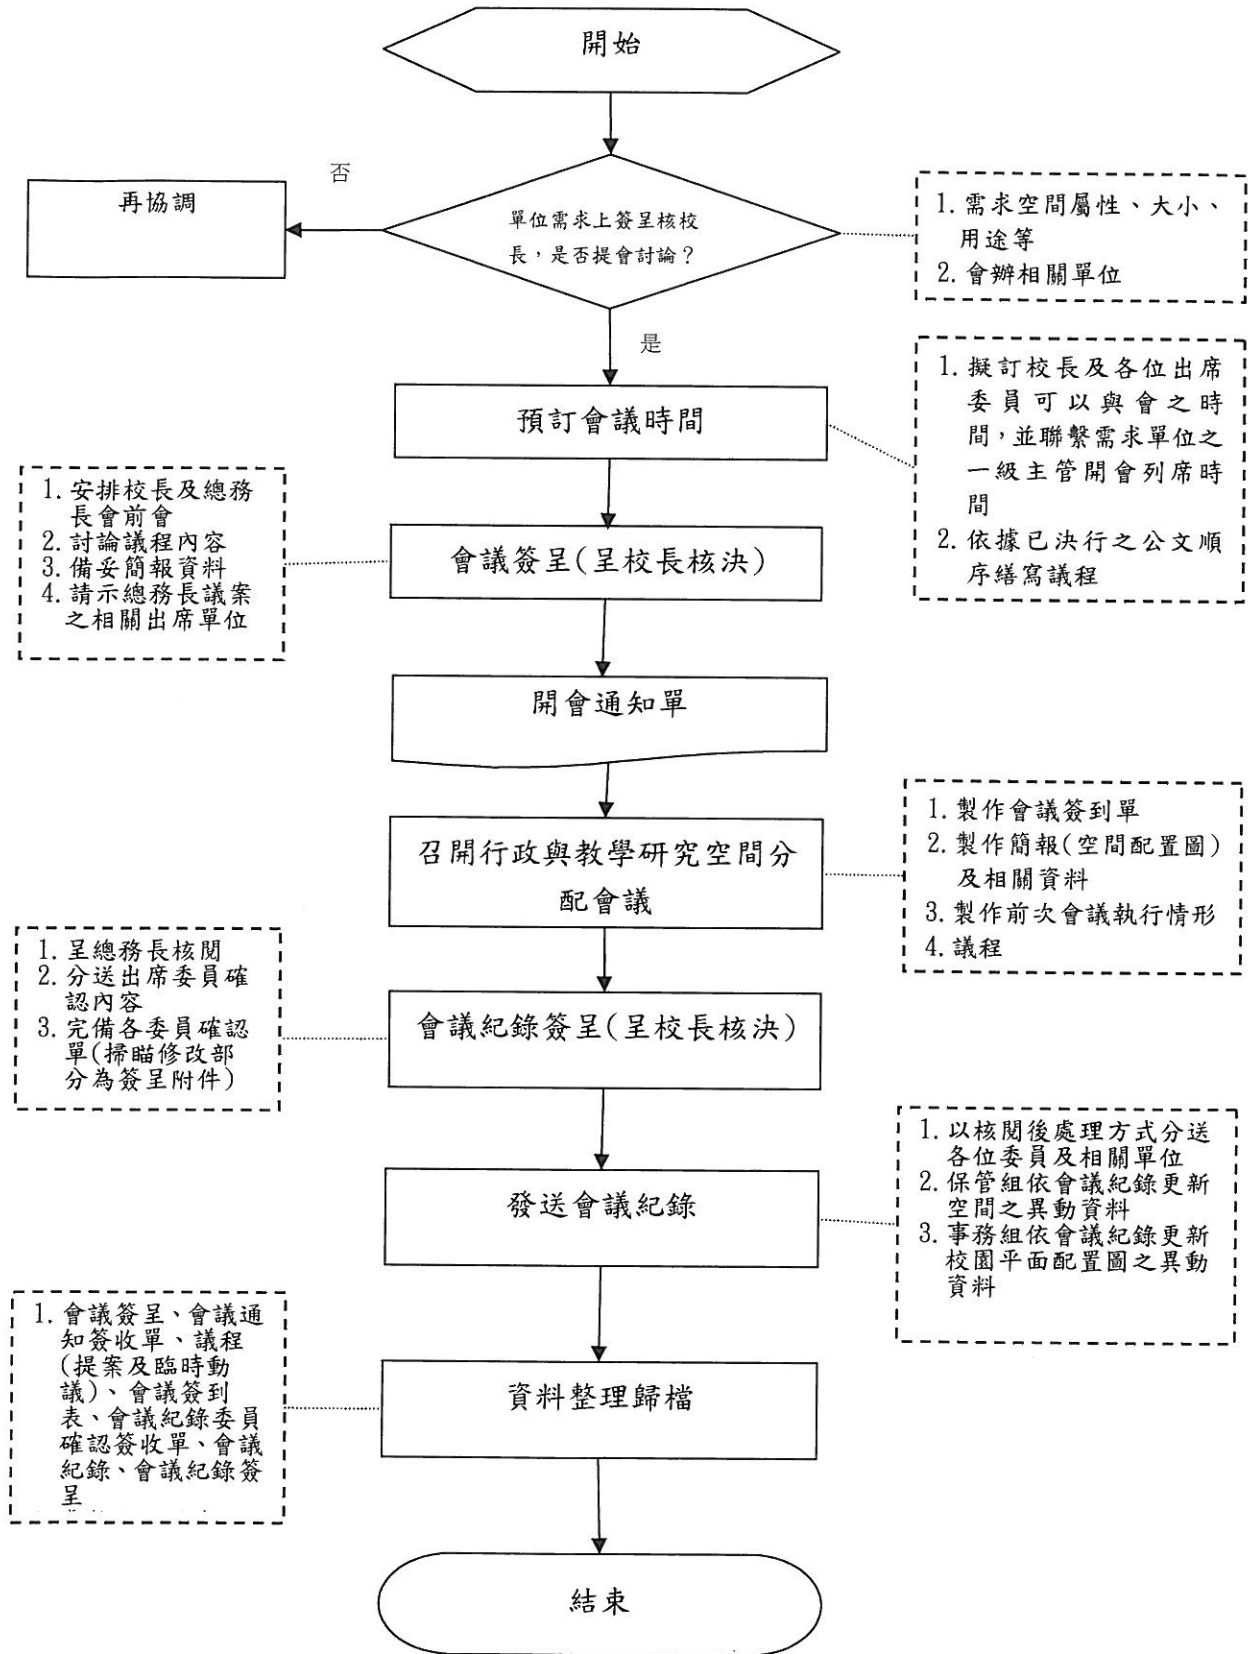 開始
否
再協調
單位需求上簽呈核校
長，是否提會討論？
1. 需求空間屬性、大小、
用途等
2. 會辦相關單位
是
預訂會議時間
1. 擬訂校長及各位出席
委員可以與會之時
間，並聯繫需求單位之
一級主管開會列席時
間
2. 依據已決行之公文順
序繕寫議程
1. 安排校長及總務
長會前會
2. 討論議程內容
3. 備妥簡報資料
4. 請示總務長議案
之相關出席單位
會議簽呈(呈校長核決)
開會通知單
召開行政與教學研究空間分
配會議
1. 製作會議簽到單
2. 製作簡報(空間配置圖)
及相關資料
3. 製作前次會議執行情形
4. 議程
1. 呈總務長核閱
2. 分送出席委員確
認內容
3. 完備各委員確認
單(掃瞄修改部
分為簽呈附件)
會議紀錄簽呈(呈校長核決)
發送會議紀錄
1. 以核閱後處理方式分送
各位委員及相關單位
2. 保管組依會議紀錄更新
空間之異動資料
3. 事務組依會議紀錄更新
校園平面配置圖之異動
資料
1. 會議簽呈、會議通
知簽收單、議程
(提案及臨時動
議)、會議簽到
表、會議紀錄委員
確認簽收單、會議
紀錄、會議紀錄簽
呈
資料整理歸檔
結束